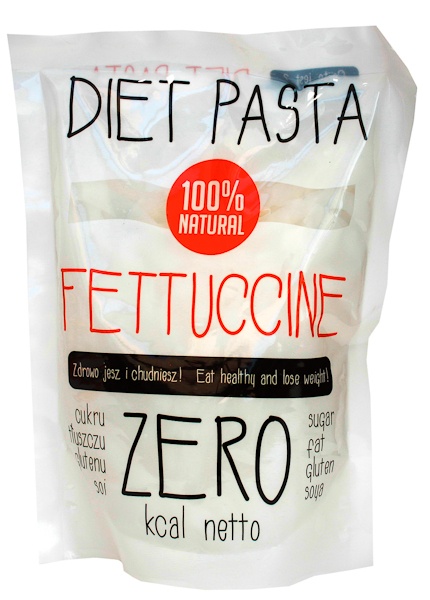 DIET PASTA
100%
NATURAL
FETTUCCINE
Zdrowo jesz i chudniesz! Eat healthy and lose weight!
cukru
tłuszczu
glutenu
soi
ZERO
kcal netto
sugar
fat
gluten
soya